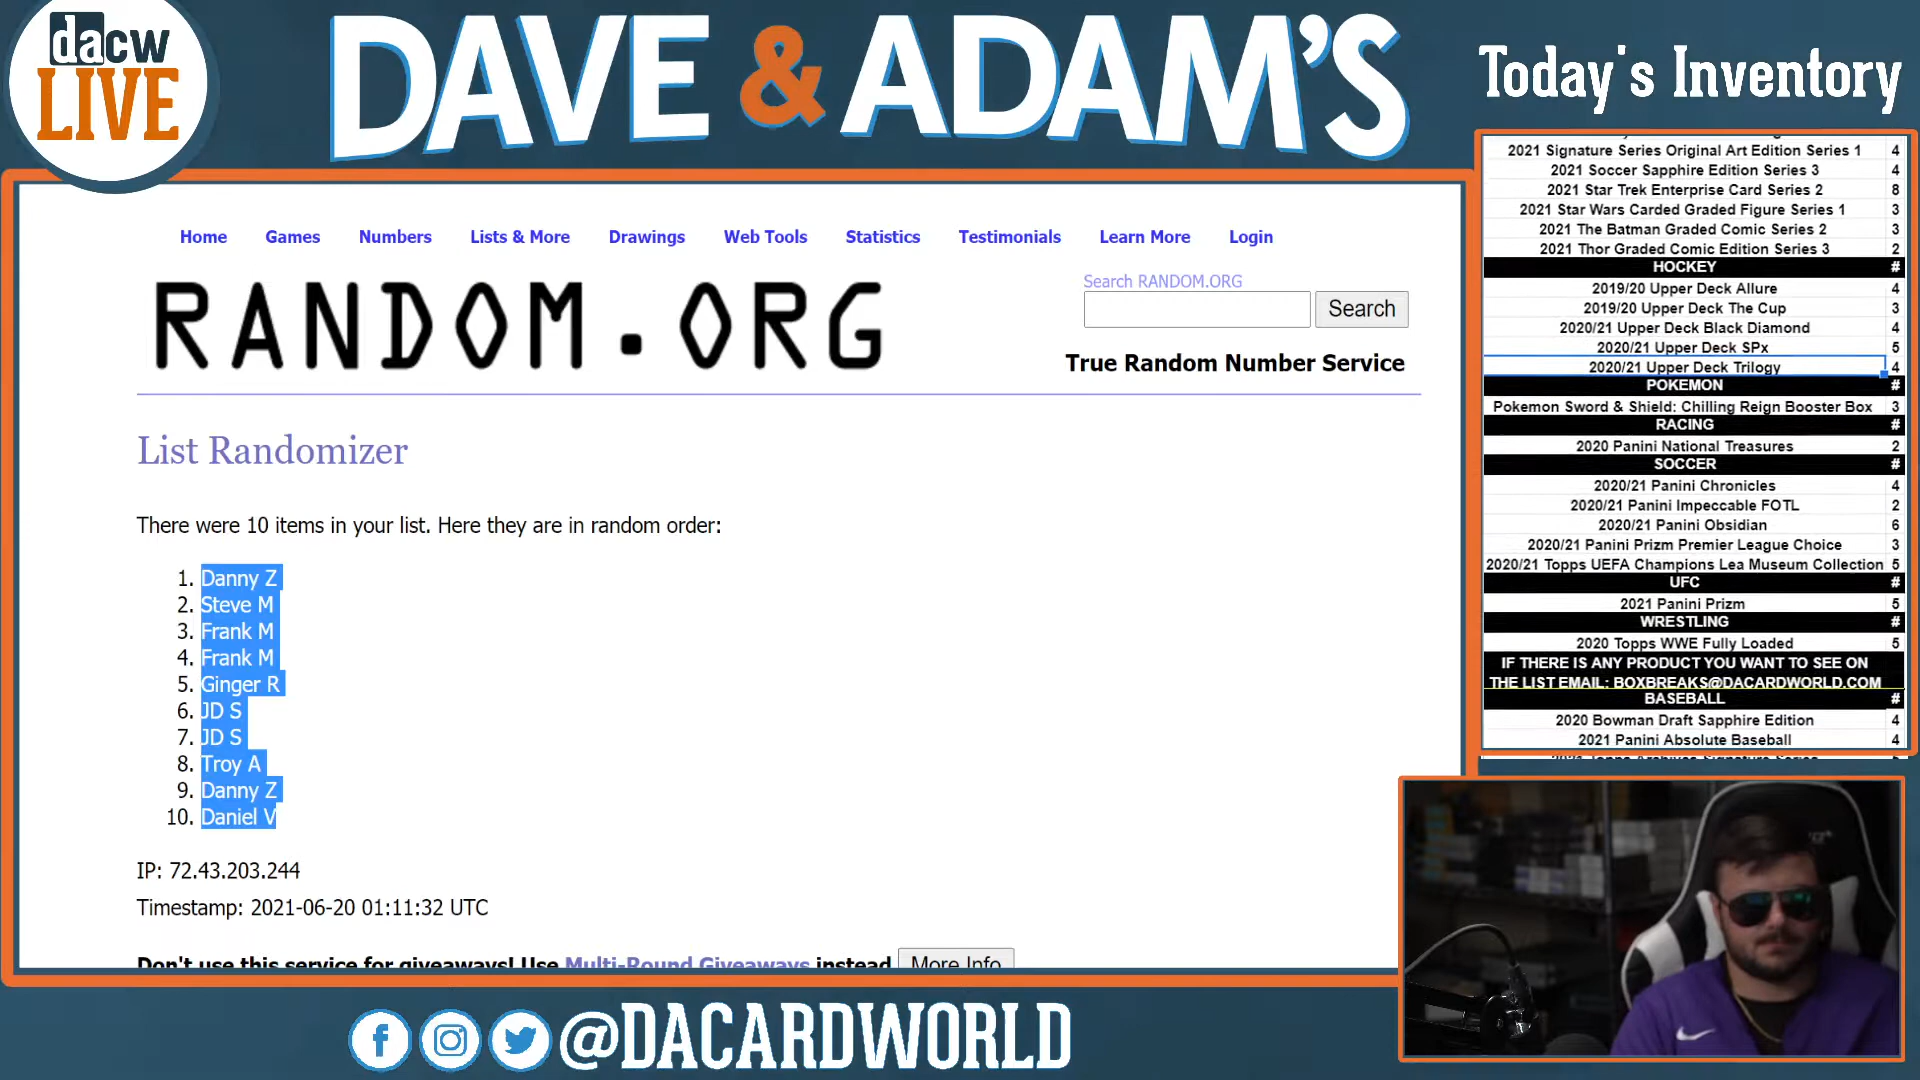 dacw
LIVE
DAVE & ADAM'S
Today's Inventory
Home Games Numbers Lists & More Drawings Web Tools Statistics Testimonials Learn More Login
RANDOM.ORG
Search RANDOM.ORG
Search
True Random Number Service
List Randomizer
There were 10 items in your list. Here they are in random order:
1. Danny Z
2. Steve M
3. Frank M
4. Frank M
5. Ginger R
6. JD S
7. JD S
8. Troy A
9. Danny Z
10. Daniel V
IP: 72.43.203.244
Timestamp: 2021-06-20 01:11:32 UTC
Don't use this service for giveaways! Use Multi-Round Giveaways instead More Info
2021 Signature Series Original Art Edition Series 1 4
2021 Soccer Sapphire Edition Series 3 4
2021 Star Trek Enterprise Card Series 2 8
2021 Star Wars Carded Graded Figure Series 1 3
2021 The Batman Graded Comic Series 2 3
2021 Thor Graded Comic Edition Series 3 2
HOCKEY #
2019/20 Upper Deck Allure 4
2019/20 Upper Deck The Cup 3
2020/21 Upper Deck Black Diamond 4
2020/21 Upper Deck SPx 5
2020/21 Upper Deck Trilogy 4
POKEMON #
Pokemon Sword & Shield: Chilling Reign Booster Box 3
RACING #
2020 Panini National Treasures 2
SOCCER #
2020/21 Panini Chronicles 4
2020/21 Panini Impeccable FOTL 2
2020/21 Panini Obsidian 6
2020/21 Panini Prizm Premier League Choice 3
2020/21 Topps UEFA Champions Lea Museum Collection 5
UFC #
2021 Panini Prizm 5
WRESTLING #
2020 Topps WWE Fully Loaded 5
IF THERE IS ANY PRODUCT YOU WANT TO SEE ON
THE LIST EMAIL: BOXBREAKS@DACARDWORLD.COM
BASEBALL #
2020 Bowman Draft Sapphire Edition 4
2021 Panini Absolute Baseball 4
@DACARDWORLD